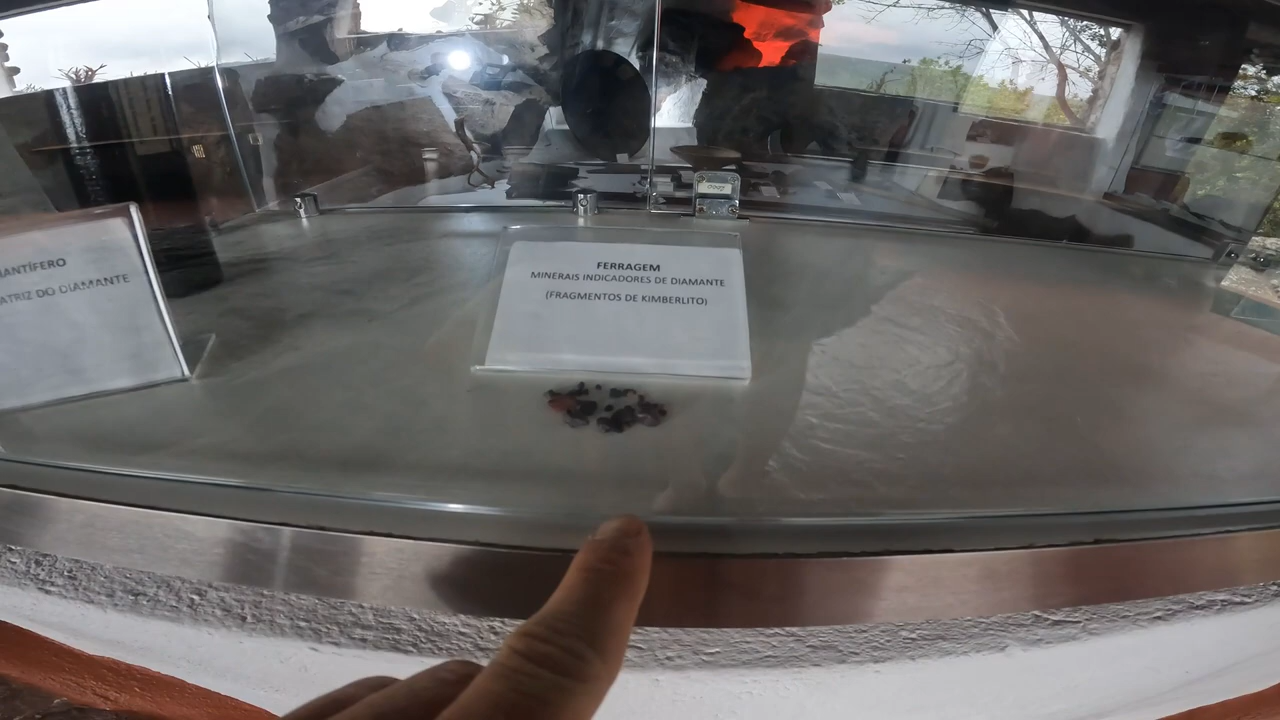 ANTÍFERO
ATRIZ DO DIAMANTE
FERRAGEM
MINERAIS INDICADORES DE DIAMANTE
(FRAGMENTOS DE KIMBERLITO)